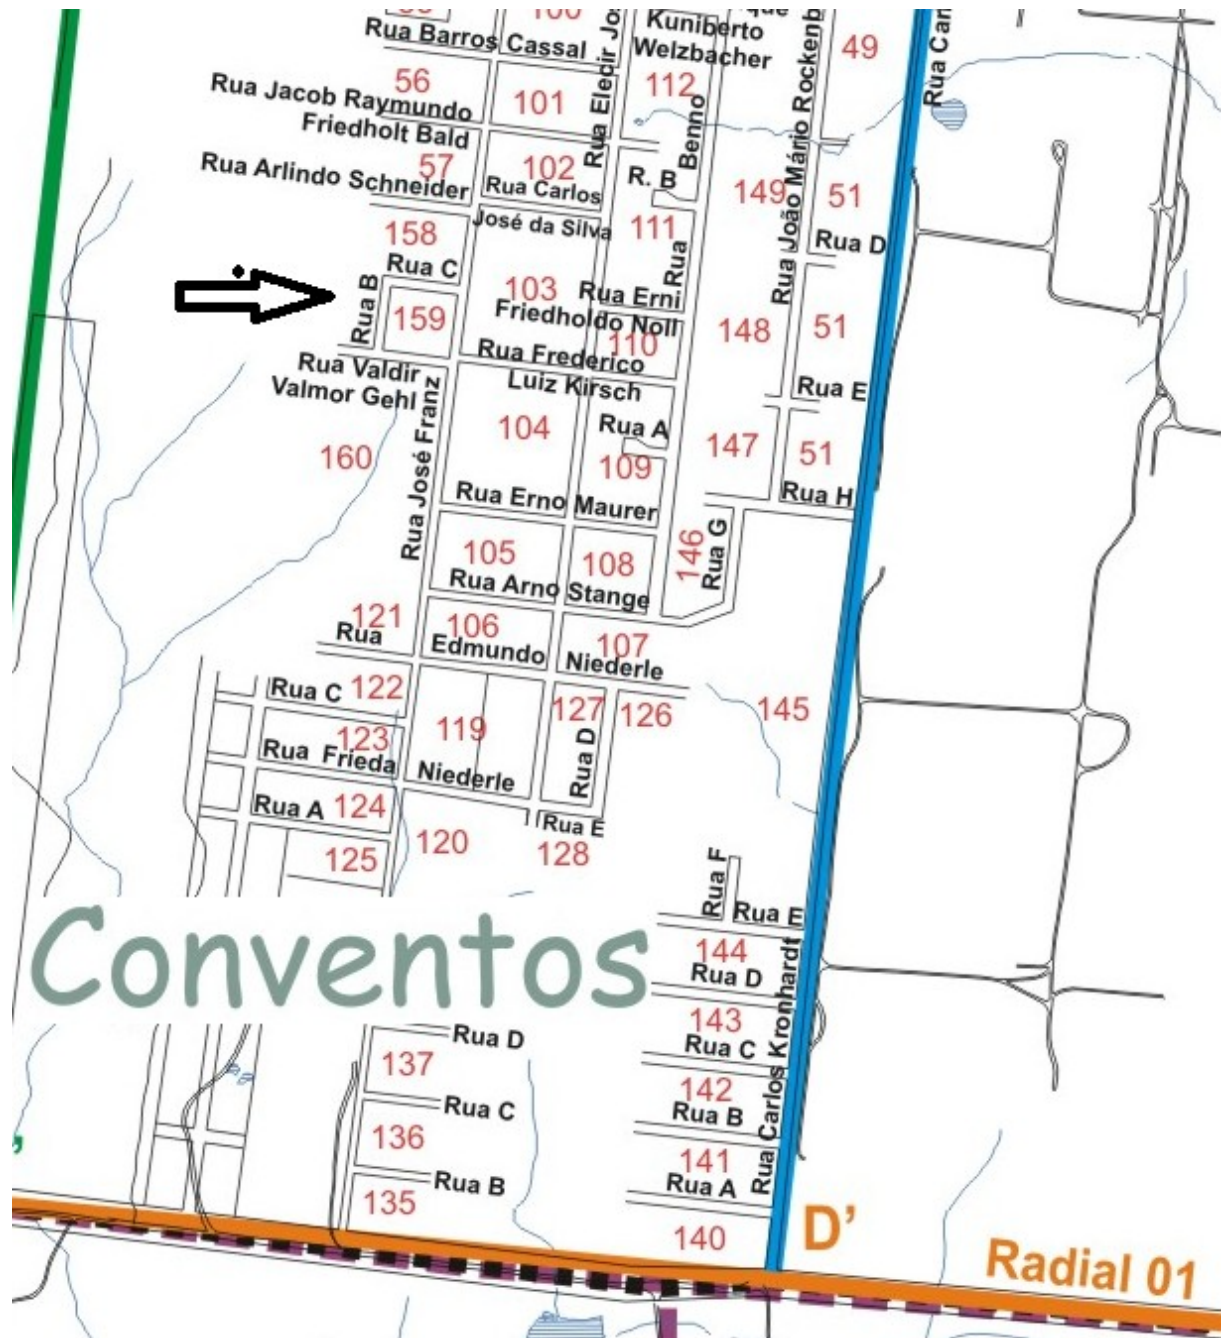 Rua Barros Cassal
Rua Elecir Jo
Kuniberto
Welzbacher
Rua João Mário Rockenb
49
Rua Car
56
101
112
Rua Jacob Raymundo
Friedholt Bald
Benno
57
102
Rua Arlindo Schneider
Rua Carlos
José da Silva
R. B
149
51
158
111
Rua
Rua D
Rua C
Rua B
159
103
Rua Erni
Friedholdo Noll
148
51
110
Rua Valdir
Valmor Gehl
Rua Frederico
Luiz Kirsch
Rua E
104
Rua A
160
Rua José Franz
109
147
51
Rua Erno Maurer
Rua H
105
108
146
Rua G
Rua Arno Stange
121
106
107
Rua Edmundo Niederle
Rua C
122
119
127
126
145
123
Rua D
Rua Frieda Niederle
Rua A
124
120
Rua E
125
128
Rua F
Rua E
Conventos
144
Rua D
Rua Carlos Kronhardt
143
Rua D
137
Rua C
142
Rua C
Rua B
136
141
Rua B
Rua A
135
140
D’
Radial 01